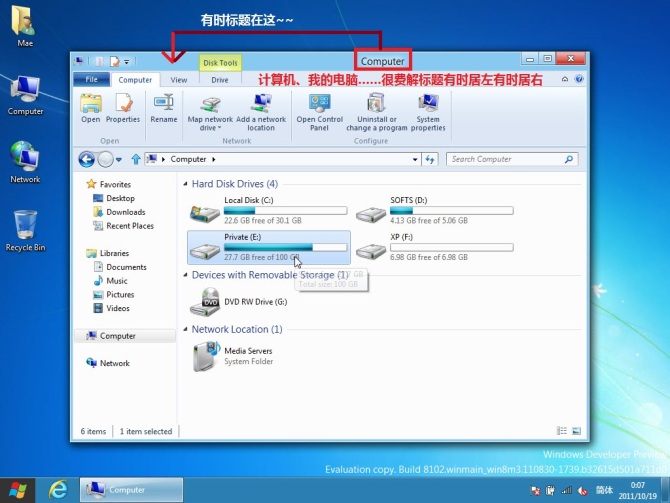 有时标题在这~~
Mae
Computer
Network
Recycle Bin
Disk Tools
Computer
File
Computer
View
Drive
计算机、我的电脑……很费解标题有时居左有时居右
Open
Properties
Rename
Map network drive
Add a network location
Open Control Panel
Uninstall or change a program
System properties
Open
Network
Configure
Computer
Search Computer
Favorites
Desktop
Downloads
Recent Places
Libraries
Documents
Music
Pictures
Videos
Computer
Network
Hard Disk Drives (4)
Local Disk (C:)
22.6 GB free of 30.1 GB
SOFTS (D:)
4.13 GB free of 5.06 GB
Private (E:)
27.7 GB free of 100 GB
XP (F:)
6.98 GB free of 6.98 GB
Devices with Removable Storage (1)
Total size: 100 GB
DVD RW Drive (G:)
DVD
Network Location (1)
Media Servers
System Folder
6 items
1 item selected
Windows Developer Preview
Evaluation copy. Build 8102.winmain_win8m3.110830-1739.b32615d501a
Computer
简体
0:07
2011/10/19